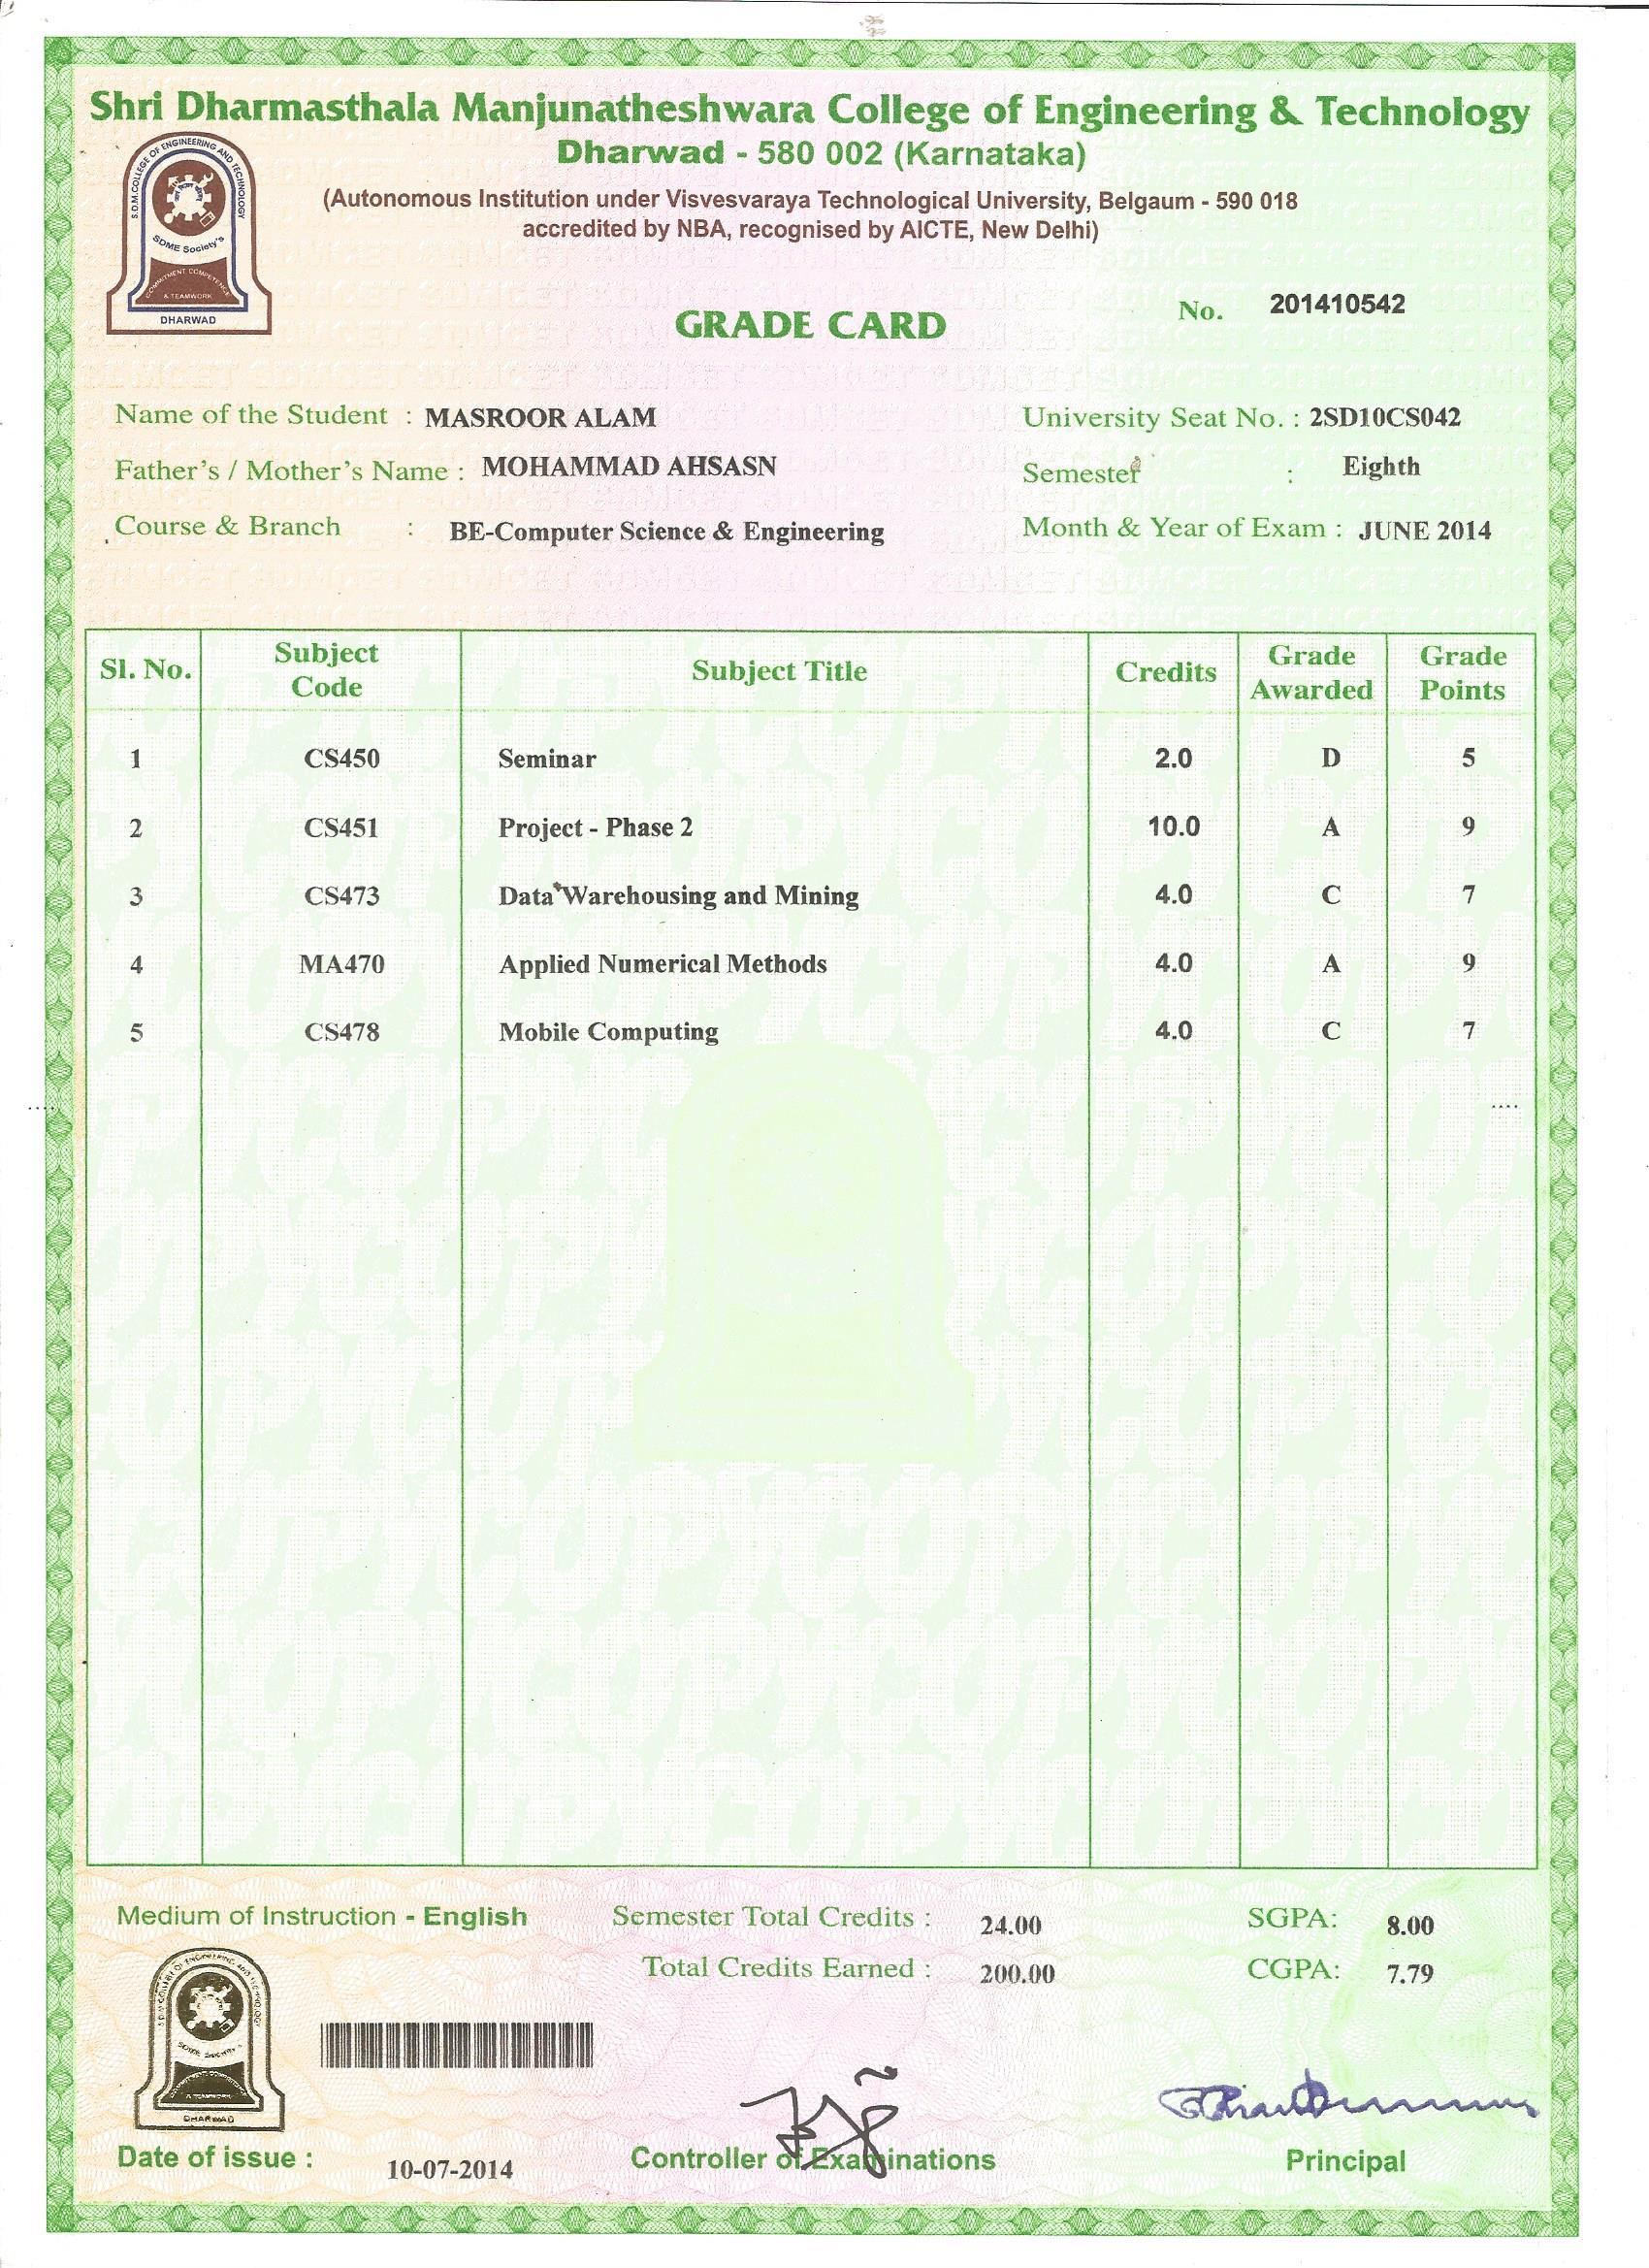 Shri Dharmasthala Manjunatheshwara College of Engineering & Technology
Dharwad - 580 002 (Karnataka)
(Autonomous Institution under Visvesvaraya Technological University, Belgaum - 590 018
accredited by NBA, recognised by AICTE, New Delhi)
S.D.M.COLLEGE OF ENGINEERING AND TECHNOLOGY
SDME Society's
COMMITMENT COMPETENCE
& TEAMWORK
DHARWAD
GRADE CARD
No. 201410542
Name of the Student : MASROOR ALAM
University Seat No. : 2SD10CS042
Father's / Mother's Name : MOHAMMAD AHSASN
Semester : Eighth
Course & Branch : BE-Computer Science & Engineering
Month & Year of Exam : JUNE 2014
Sl. No. Subject Code Subject Title Credits Grade Awarded Grade Points
1 CS450 Seminar 2.0 D 5
2 CS451 Project - Phase 2 10.0 A 9
3 CS473 Data Warehousing and Mining 4.0 C 7
4 MA470 Applied Numerical Methods 4.0 A 9
5 CS478 Mobile Computing 4.0 C 7
Medium of Instruction - English
Semester Total Credits : 24.00
SGPA: 8.00
Total Credits Earned : 200.00
CGPA: 7.79
DHARWAD
Date of issue : 10-07-2014
Controller of Examinations
Principal